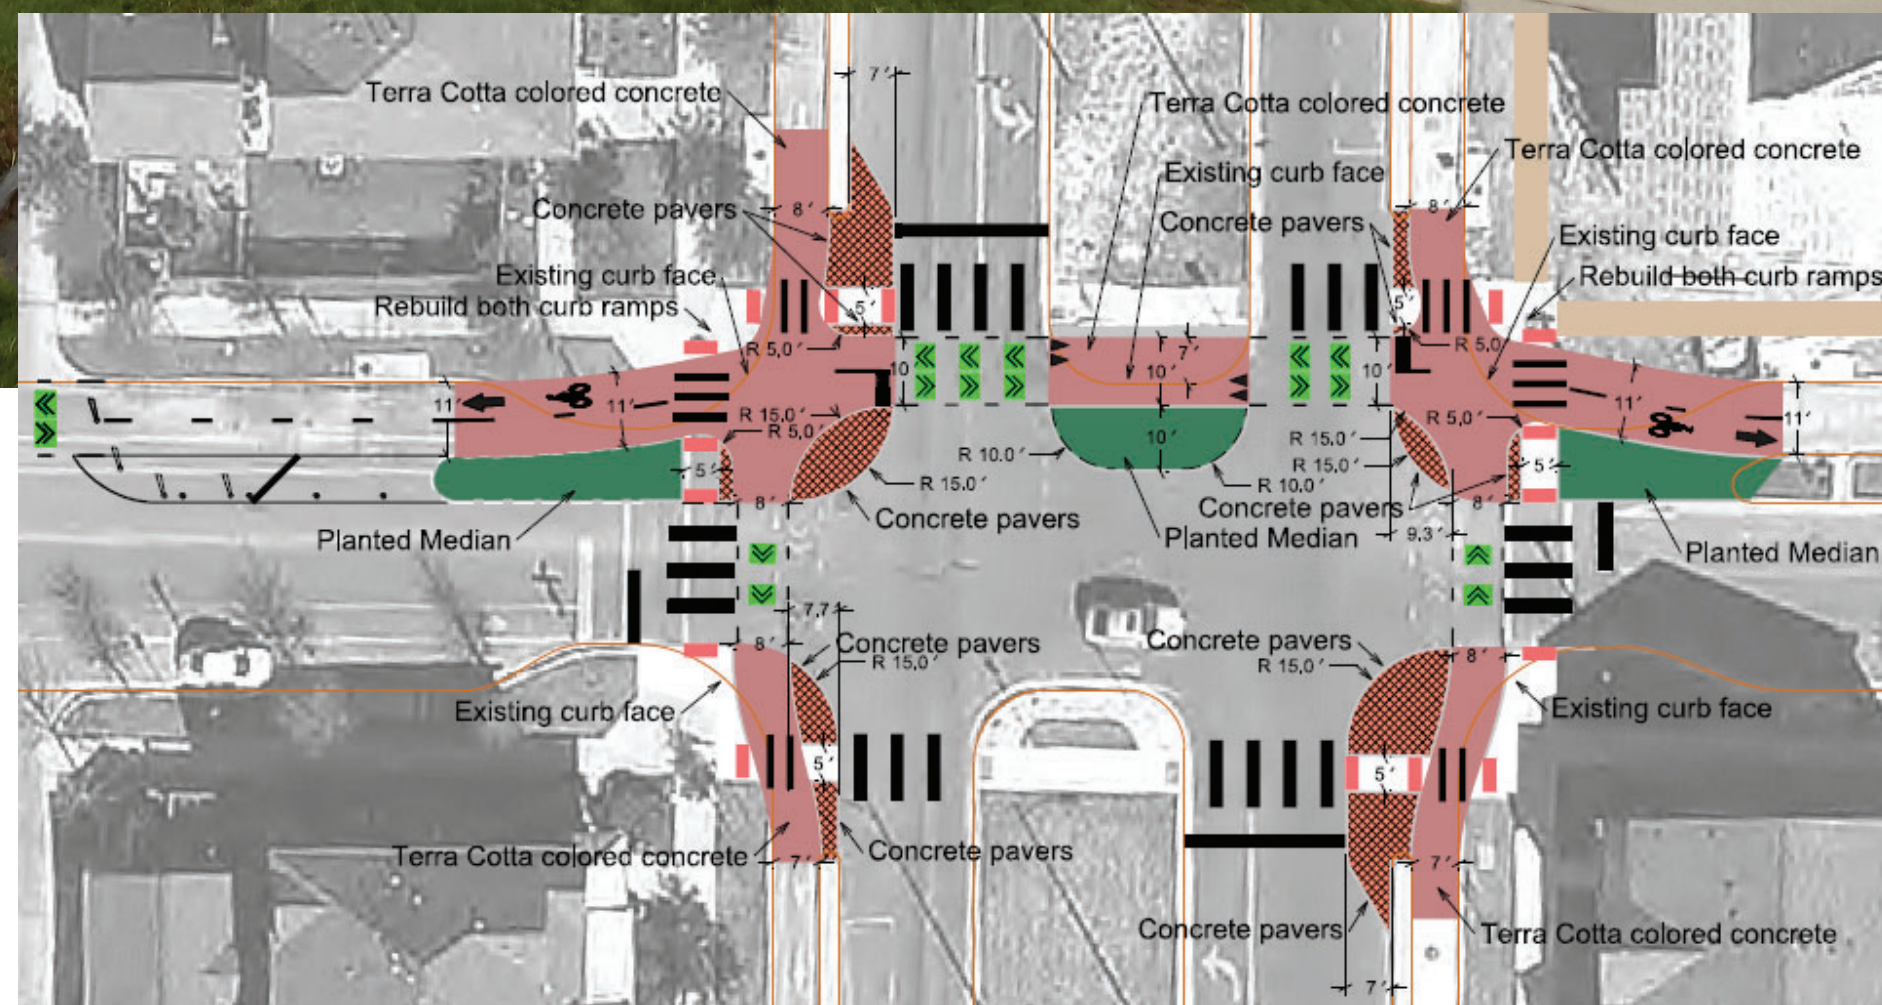 7'
Terra Cotta colored concrete
Terra Cotta colored concrete
Terra Cotta colored concrete
Existing curb face
8'
8'
Concrete pavers
Concrete pavers
Existing curb face
Existing curb face
Rebuild both curb ramps
Rebuild both curb ramps
5'
5'
R 5.0'
7'
R 5.0
10'
10'
10
11'
11'
11'
11'
R 15.0'
R 5.0'
R 5.0'
10'
R 10.0'
R 15.0'
R 15.0'
5'
5'
R 15.0'
R 10.0'
8'
Concrete pavers
Concrete pavers
8'
Planted Median
Planted Median
9.3'
Planted Median
7.7
8'
Concrete pavers
R 15.0'
Concrete pavers
R 15.0'
8'
Existing curb face
Existing curb face
5'
5'
Terra Cotta colored concrete
7'
Concrete pavers
7'
Concrete pavers
Terra Cotta colored concrete
7'